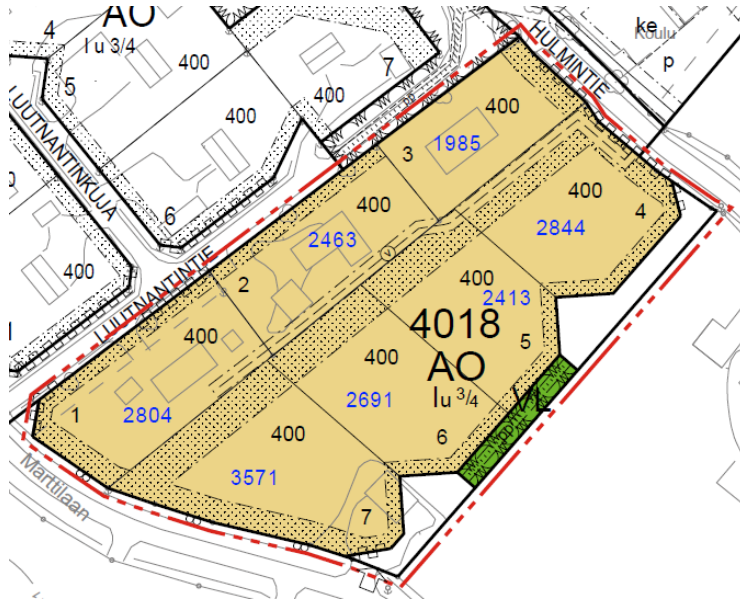 AO
4
I u 3/4
400
7
ke
Koulu
p
HULMINTIE
5
400
400
400
LUUTNANTINKUJA
pp
3
1985
400
6
400
2463
400
2844
4
400
LUUTNANTINTIE
2
v
400
2413
4018
AO
I u 3/4
5
400
400
VL
1
2804
2691
6
400
3571
7
Marttilaan